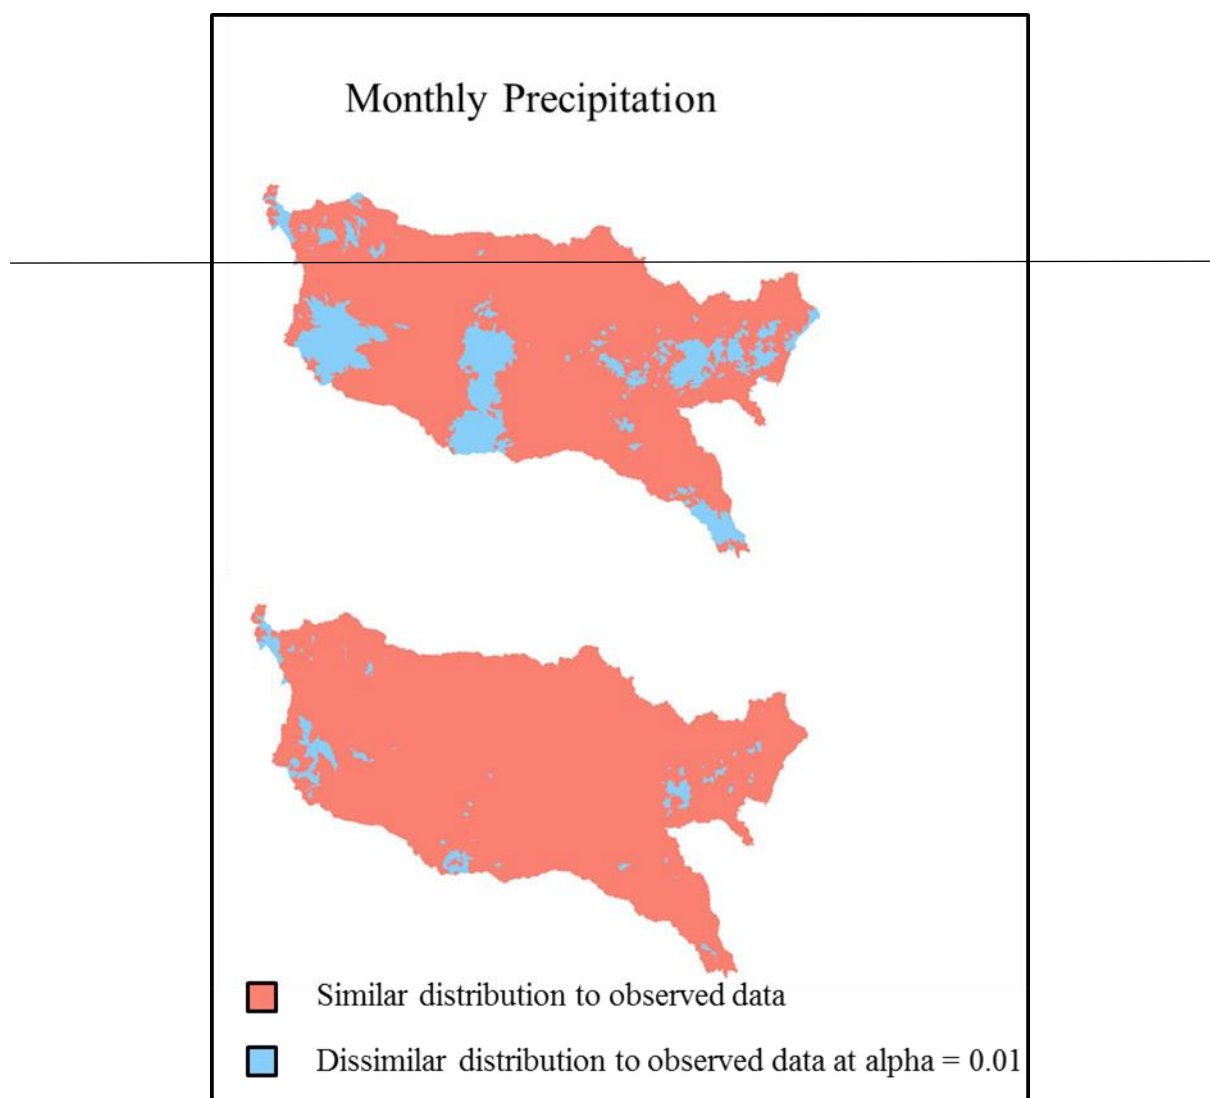 Monthly Precipitation
Similar distribution to observed data
Dissimilar distribution to observed data at alpha = 0.01